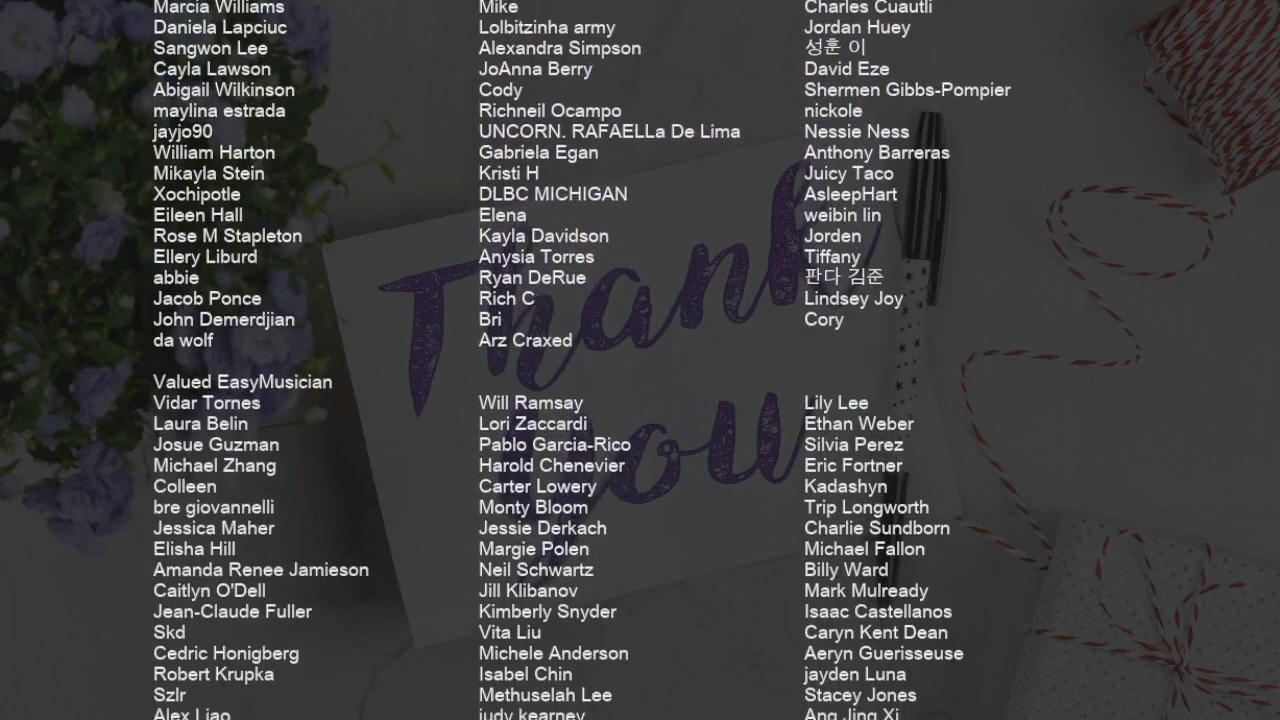 Marcia Williams
Daniela Lapciuc
Sangwon Lee
Cayla Lawson
Abigail Wilkinson
maylina estrada
jayjo90
William Harton
Mikayla Stein
Xochipotle
Eileen Hall
Rose M Stapleton
Ellery Liburd
abbie
Jacob Ponce
John Demerdjian
da wolf
Mike
Lolbitzinha army
Alexandra Simpson
JoAnna Berry
Cody
Richneil Ocampo
UNCORN. RAFAELLa De Lima
Gabriela Egan
Kristi H
DLBC MICHIGAN
Elena
Kayla Davidson
Anysia Torres
Ryan DeRue
Rich C
Bri
Arz Craxed
Charles Cuautli
Jordan Huey
성훈 이
David Eze
Shermen Gibbs-Pompier
nickole
Nessie Ness
Anthony Barreras
Juicy Taco
AsleepHart
weibin lin
Jorden
Tiffany
판다 김준
Lindsey Joy
Cory
Thank
you
Valued EasyMusician
Vidar Tornes
Laura Belin
Josue Guzman
Michael Zhang
Colleen
bre giovannelli
Jessica Maher
Elisha Hill
Amanda Renee Jamieson
Caitlyn O'Dell
Jean-Claude Fuller
Skd
Cedric Honigberg
Robert Krupka
Szlr
Alex Liao
Will Ramsay
Lori Zaccardi
Pablo Garcia-Rico
Harold Chenevier
Carter Lowery
Monty Bloom
Jessie Derkach
Margie Polen
Neil Schwartz
Jill Klibanov
Kimberly Snyder
Vita Liu
Michele Anderson
Isabel Chin
Methuselah Lee
judy kearney
Lily Lee
Ethan Weber
Silvia Perez
Eric Fortner
Kadashyn
Trip Longworth
Charlie Sundborn
Michael Fallon
Billy Ward
Mark Mulready
Isaac Castellanos
Caryn Kent Dean
Aeryn Guerisseuse
jayden Luna
Stacey Jones
Ang Jing Xi